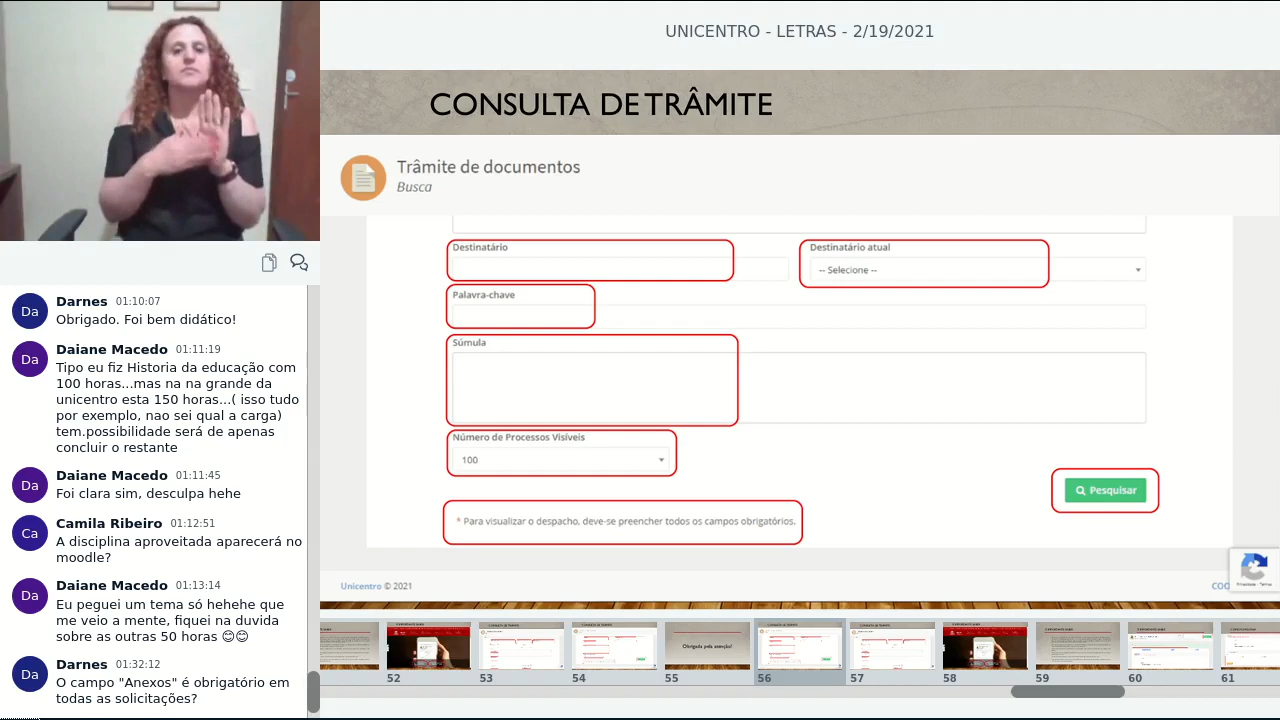 UNICENTRO - LETRAS - 2/19/2021
CONSULTA DE TRÂMITE
Trâmite de documentos
Busca
Destinatário
Destinatário atual
-- Selecione --
Palavra-chave
Súmula
Número de Processos Visíveis
100
Pesquisar
* Para visualizar o despacho, deve-se preencher todos os campos obrigatórios.
Unicentro © 2021
COO
Da
Darnes 01:10:07
Obrigado. Foi bem didático!
Da
Daiane Macedo 01:11:19
Tipo eu fiz Historia da educação com
100 horas...mas na na grande da
unicentro esta 150 horas...( isso tudo
por exemplo, nao sei qual a carga)
tem.possibilidade será de apenas
concluir o restante
Da
Daiane Macedo 01:11:45
Foi clara sim, desculpa hehe
Ca
Camila Ribeiro 01:12:51
A disciplina aproveitada aparecerá no
moodle?
Da
Daiane Macedo 01:13:14
Eu peguei um tema só hehehe que
me veio a mente, fiquei na duvida
sobre as outras 50 horas 😊😊
Da
Darnes 01:32:12
O campo "Anexos" é obrigatório em
todas as solicitações?
Obrigada pela atenção!
52
53
54
55
56
57
58
59
60
61